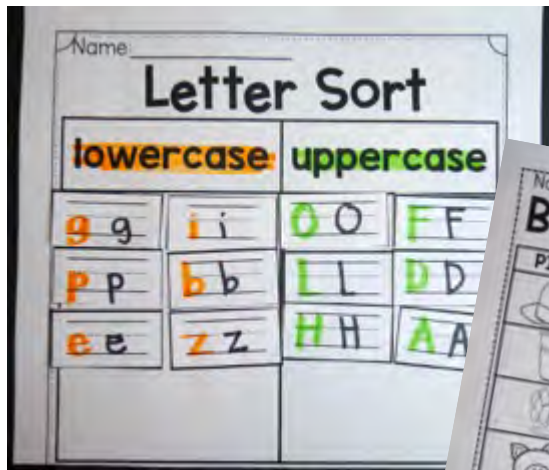 Name
Letter Sort
lowercase uppercase
g g i i O O F F
p p b b L L D D
e e z z H H A A